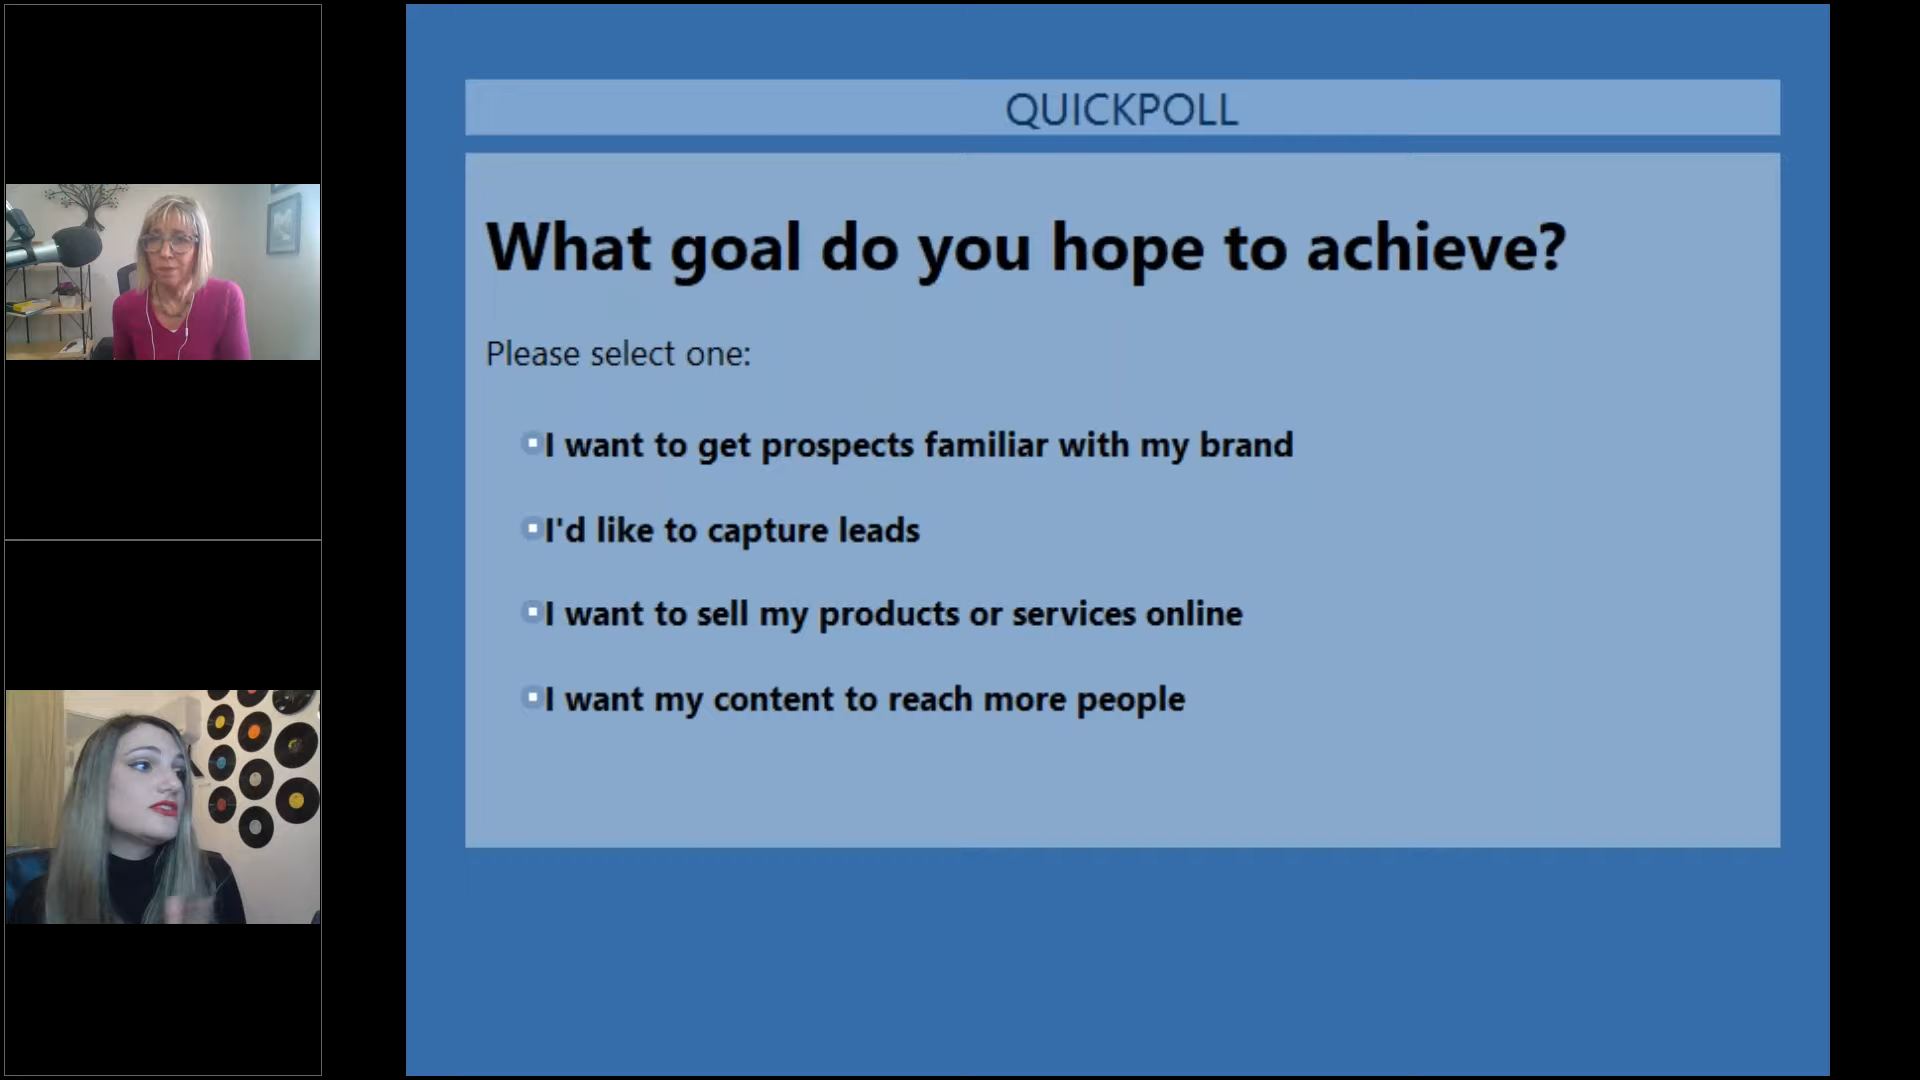 QUICKPOLL
What goal do you hope to achieve?
Please select one:
I want to get prospects familiar with my brand
I'd like to capture leads
I want to sell my products or services online
I want my content to reach more people